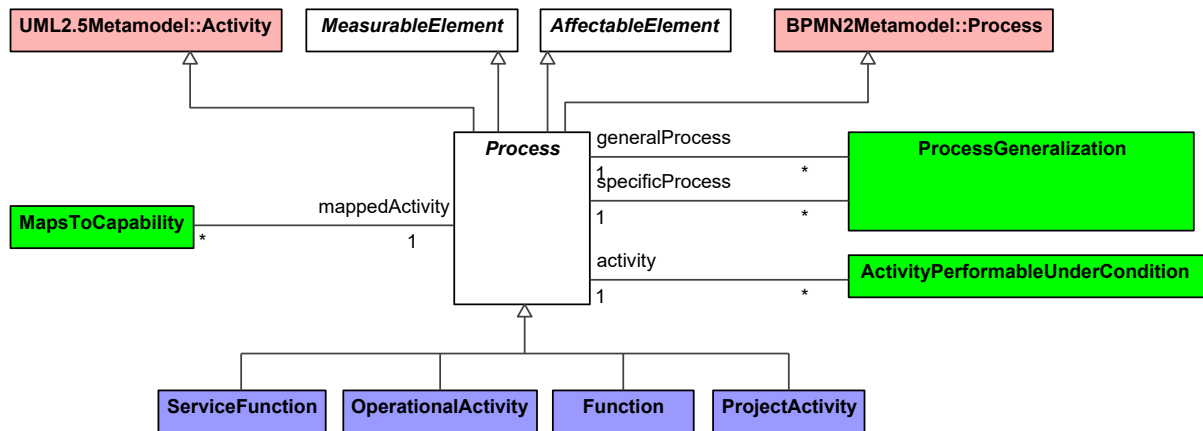 UML2.5Metamodel::Activity
MeasurableElement
AffectableElement
BPMN2Metamodel::Process
Process
generalProcess
1
*
specificProcess
1
*
ProcessGeneralization
MapsToCapability
*
mappedActivity
1
activity
1
*
ActivityPerformableUnderCondition
ServiceFunction
OperationalActivity
Function
ProjectActivity